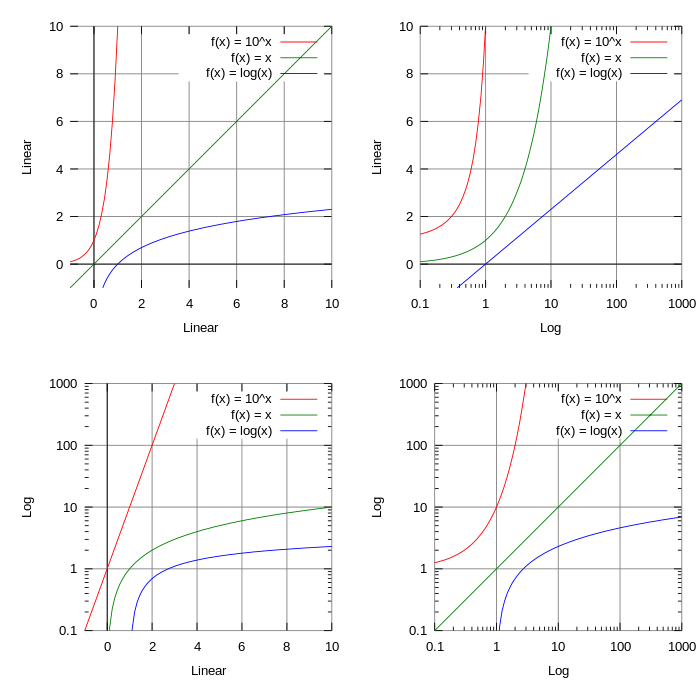 10
8
6
4
2
0
Linear
f(x) = 10^x
f(x) = x
f(x) = log(x)
0 2 4 6 8 10
Linear
10
8
6
4
2
0
Linear
f(x) = 10^x
f(x) = x
f(x) = log(x)
0.1 1 10 100 1000
Log
1000
100
10
1
0.1
Log
f(x) = 10^x
f(x) = x
f(x) = log(x)
0 2 4 6 8 10
Linear
1000
100
10
1
0.1
Log
f(x) = 10^x
f(x) = x
f(x) = log(x)
0.1 1 10 100 1000
Log